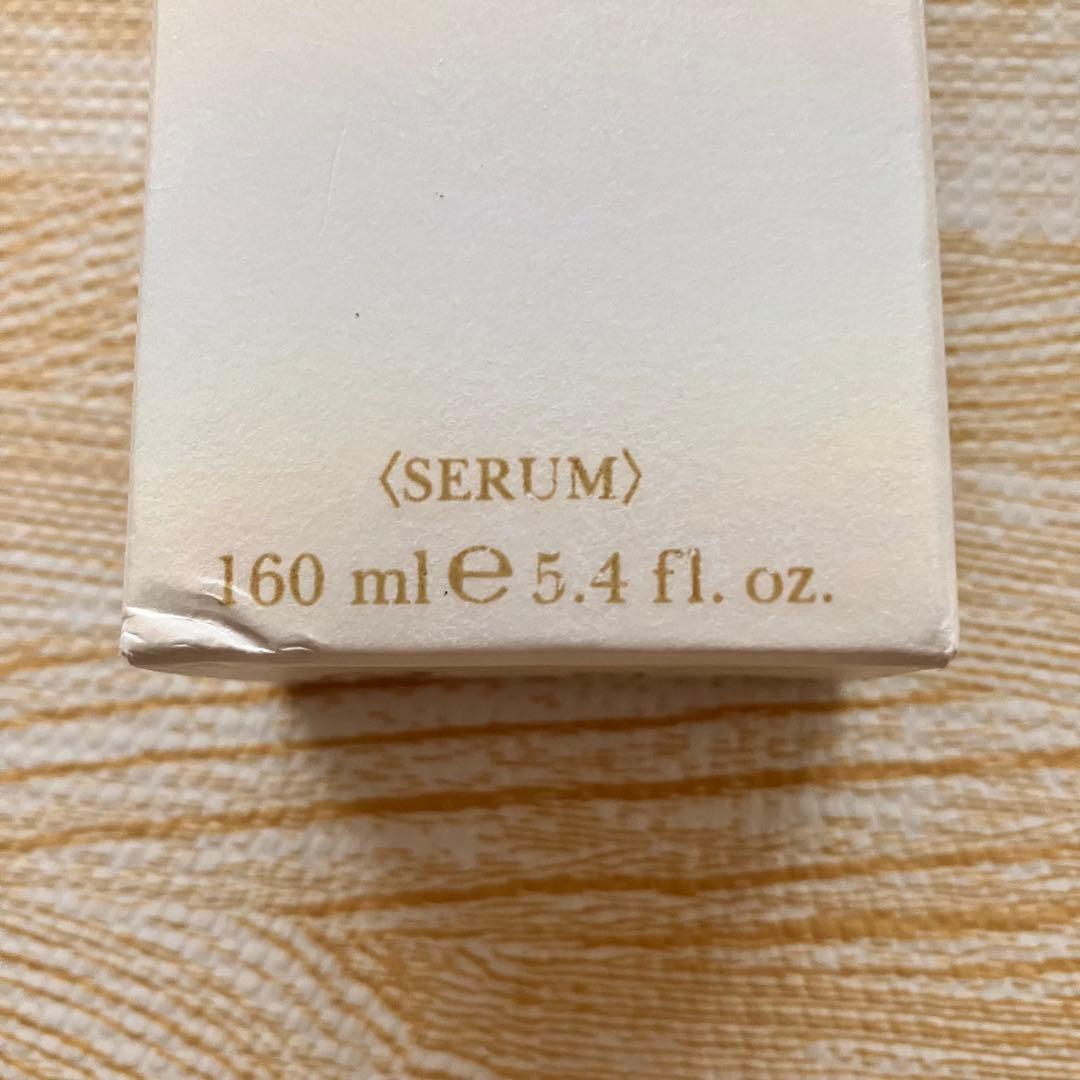 〈SERUM〉
160 ml ℮ 5.4 fl. oz.